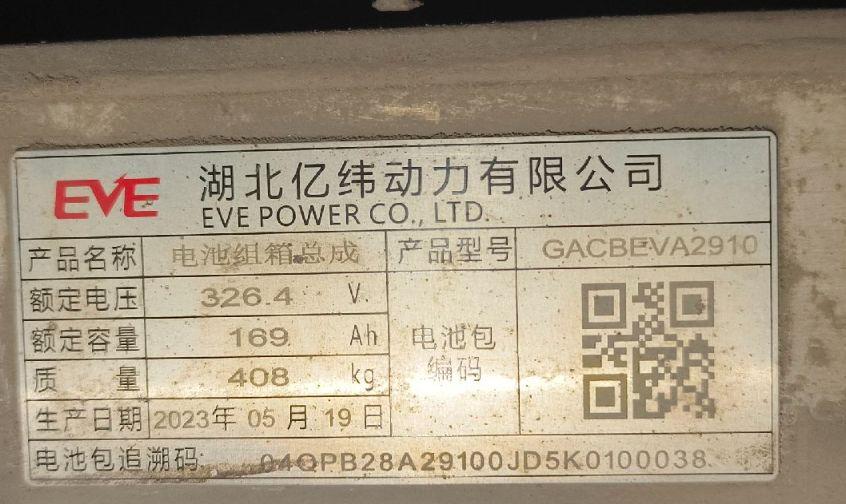 EVE 湖北亿纬动力有限公司
EVE POWER CO., LTD.
产品名称 电池组箱总成 产品型号 GACBEVA2910
额定电压 326.4 V.
额定容量 169 Ah
电池包
编码
质 量 408 kg
生产日期 2023年 05 月 19 日
电池包追溯码: 04QPB28A29100JD5K0100038